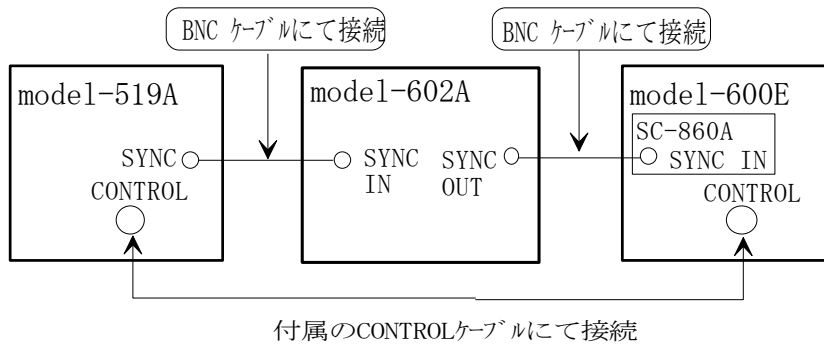 BNC ｹｰﾌﾞﾙにて接続
BNC ｹｰﾌﾞﾙにて接続
model-519A
SYNC
CONTROL
model-602A
SYNC IN
SYNC OUT
model-600E
SC-860A
SYNC IN
CONTROL
付属のCONTROLｹｰﾌﾞﾙにて接続